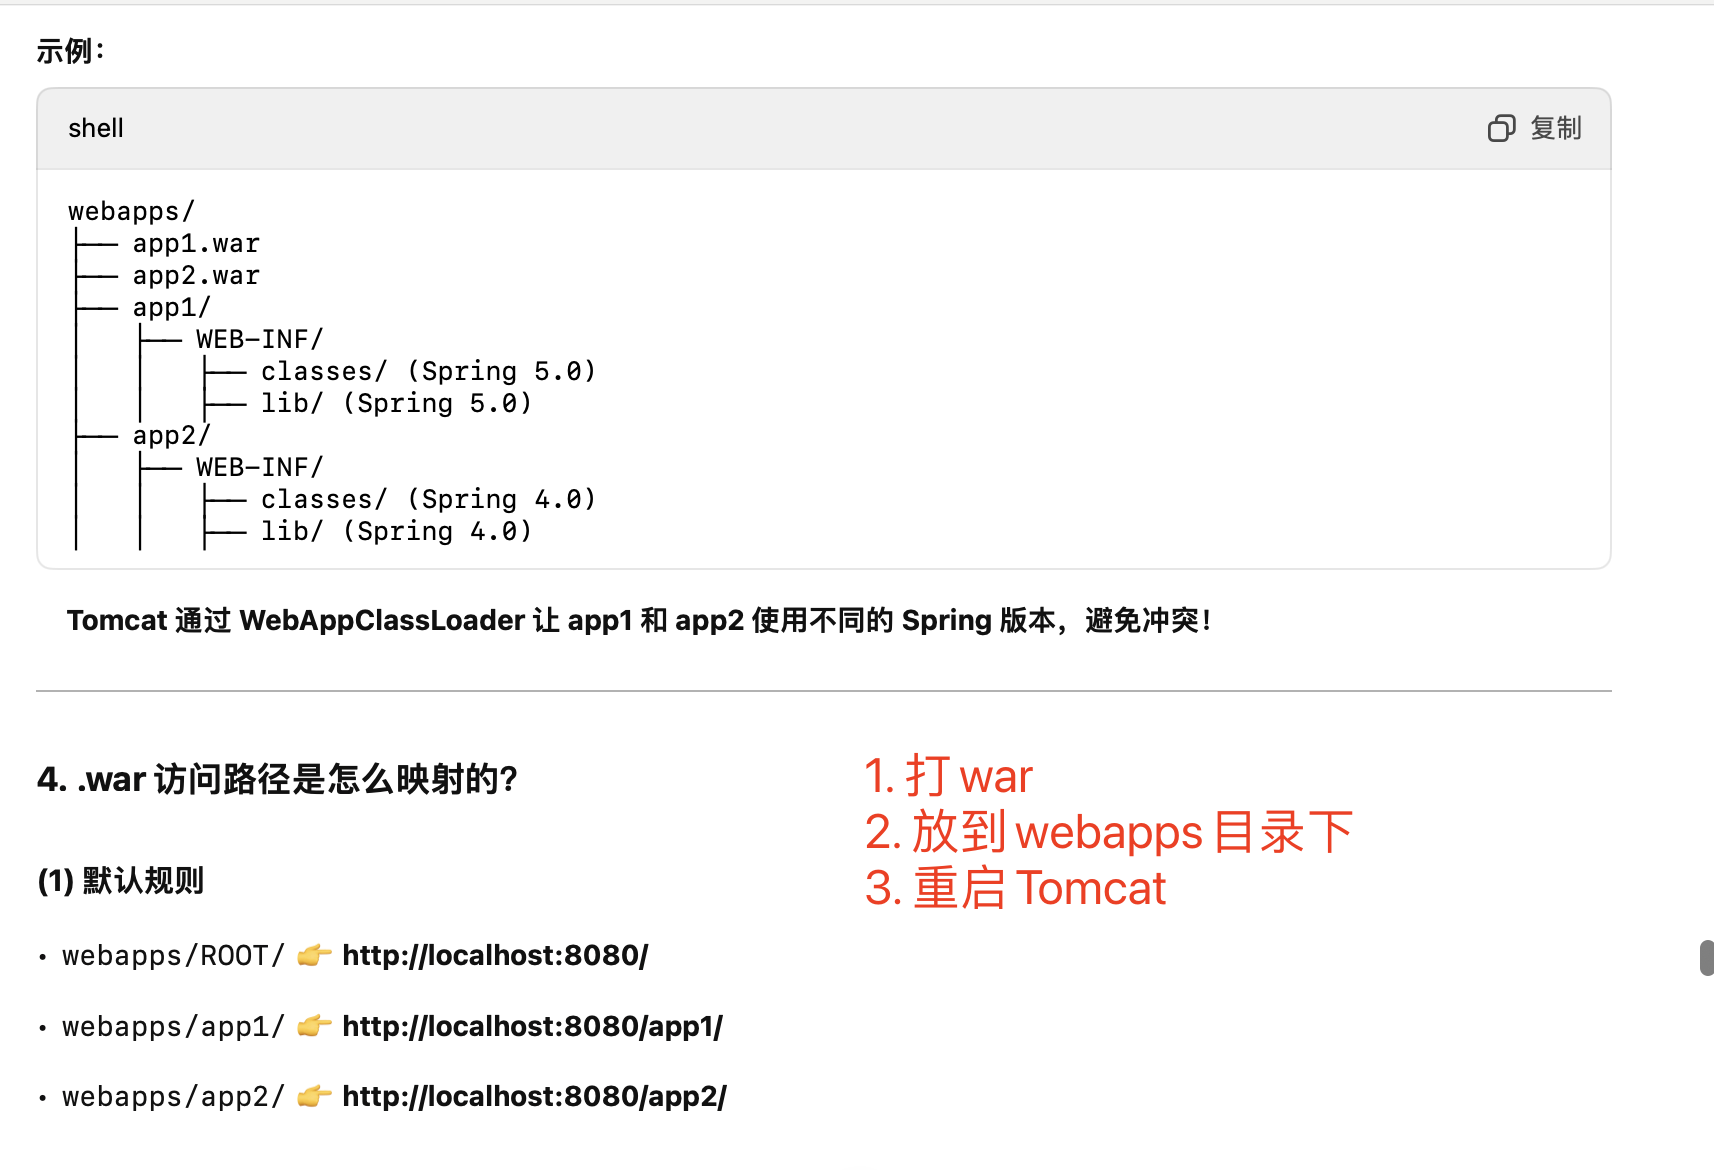 示例：
shell
复制
webapps/
├── app1.war
├── app2.war
├── app1/
│   ├── WEB-INF/
│   │   ├── classes/ (Spring 5.0)
│   │   ├── lib/ (Spring 5.0)
├── app2/
│   ├── WEB-INF/
│   │   ├── classes/ (Spring 4.0)
│   │   ├── lib/ (Spring 4.0)
Tomcat 通过 WebAppClassLoader 让 app1 和 app2 使用不同的 Spring 版本，避免冲突！
4. .war 访问路径是怎么映射的？
1. 打 war
2. 放到 webapps 目录下
3. 重启 Tomcat
(1) 默认规则
• webapps/ROOT/ 👉 http://localhost:8080/
• webapps/app1/ 👉 http://localhost:8080/app1/
• webapps/app2/ 👉 http://localhost:8080/app2/